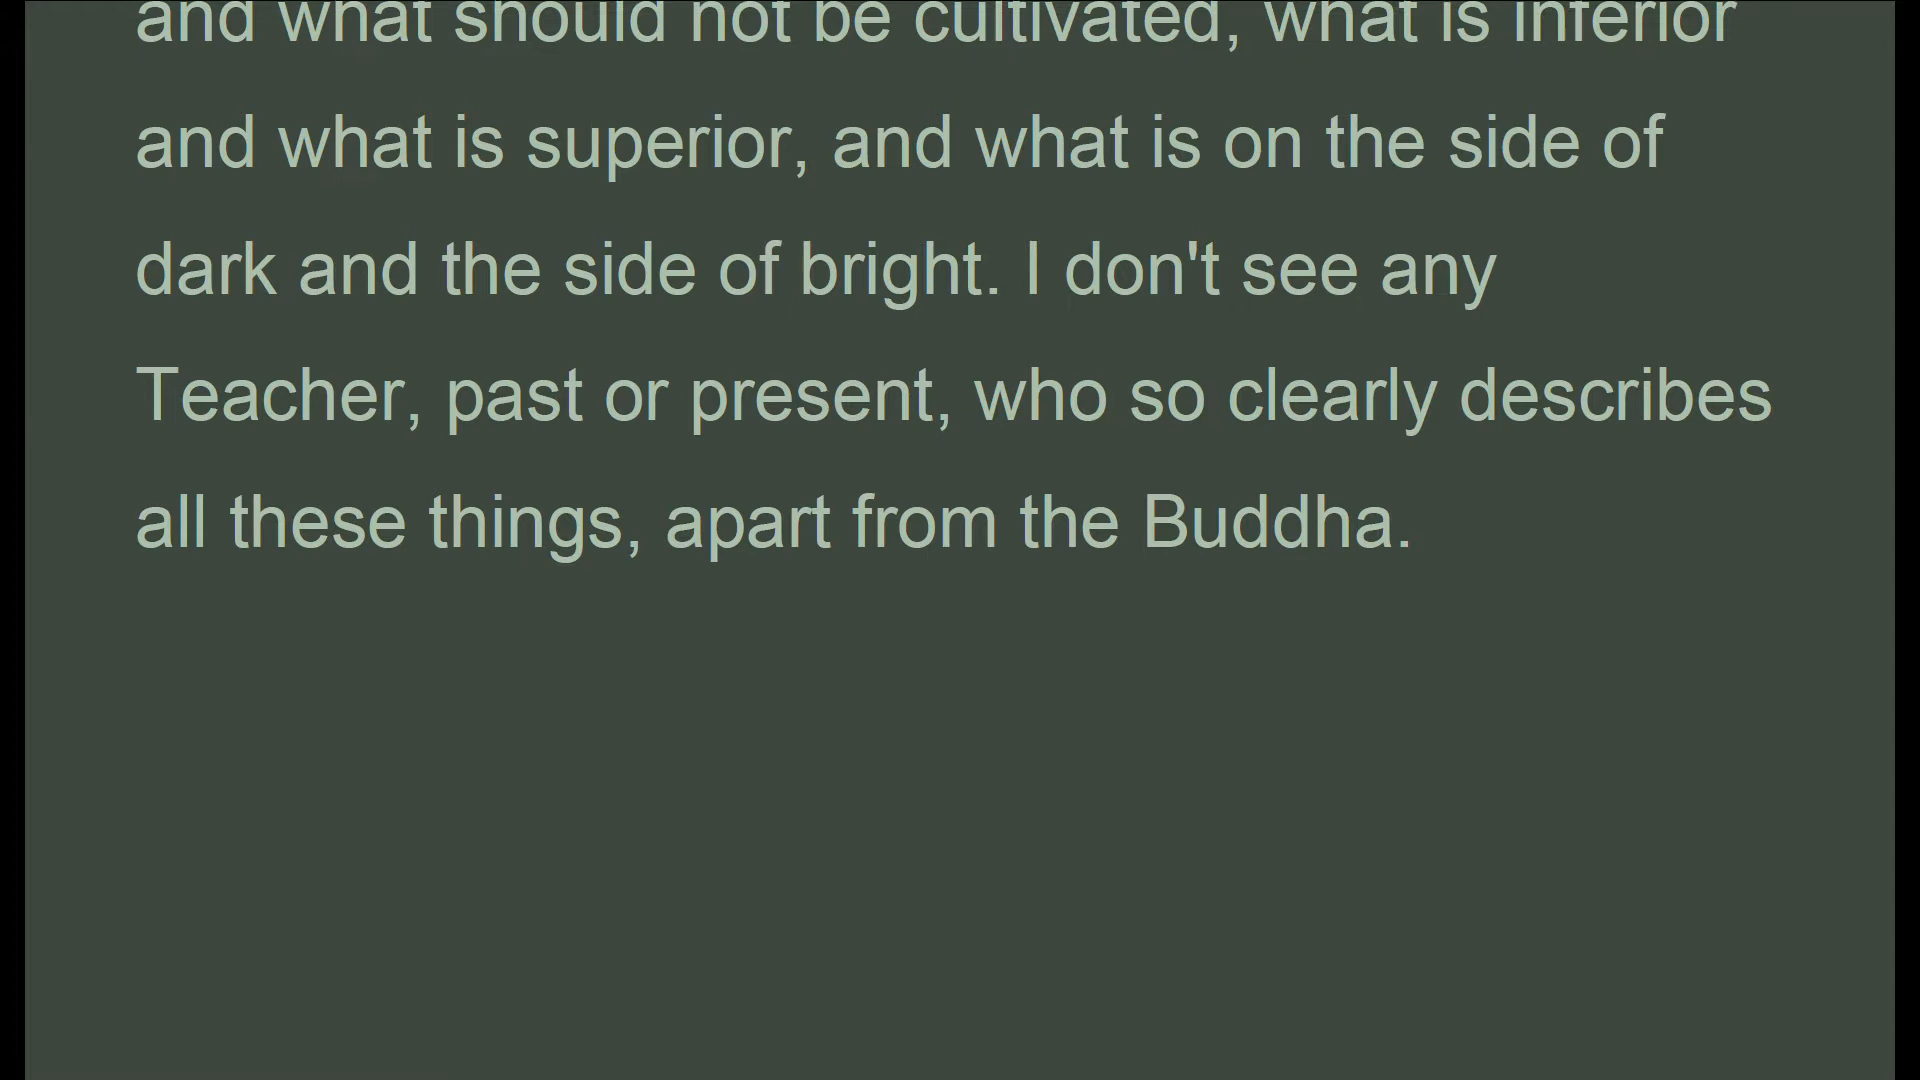 and what should not be cultivated, what is inferior
and what is superior, and what is on the side of
dark and the side of bright. I don't see any
Teacher, past or present, who so clearly describes
all these things, apart from the Buddha.